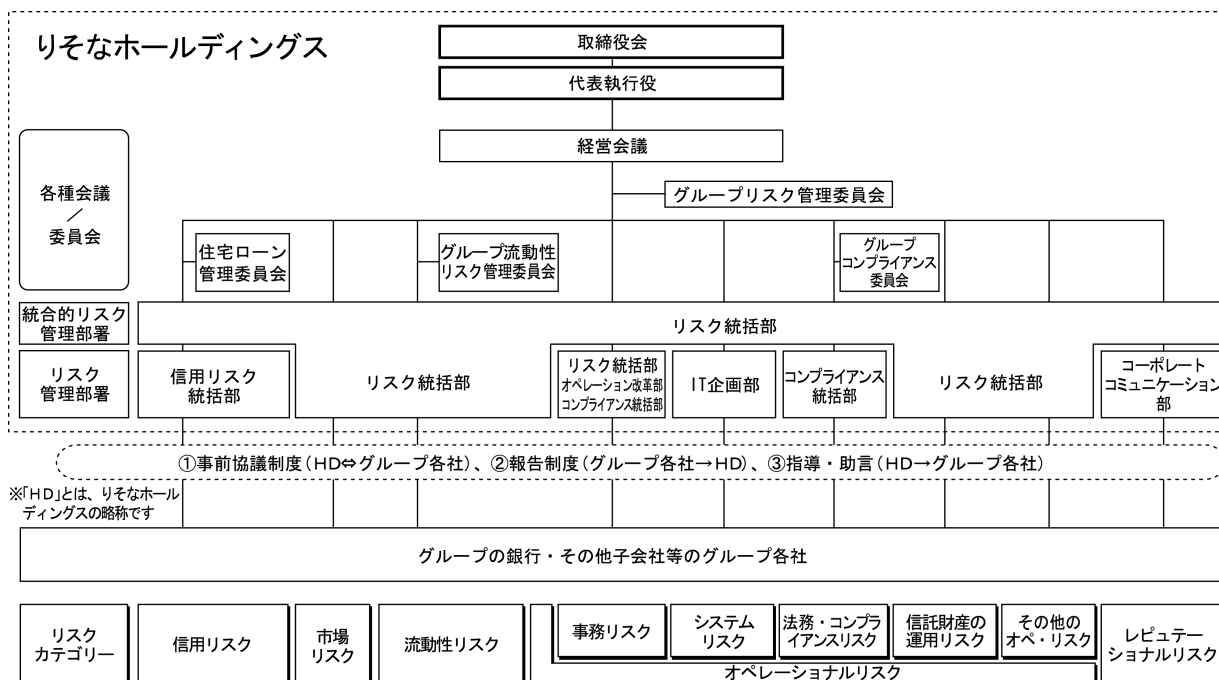 りそなホールディングス
取締役会
代表執行役
経営会議
グループリスク管理委員会
各種会議
／
委員会
住宅ローン
管理委員会
グループ流動性
リスク管理委員会
グループ
コンプライアンス
委員会
統合的リスク
管理部署
リスク統括部
リスク
管理部署
信用リスク
統括部
リスク統括部
リスク統括部
オペレーション改革部
コンプライアンス統括部
IT企画部
コンプライアンス
統括部
リスク統括部
コーポレート
コミュニケーション
部
①事前協議制度(HD⇔グループ各社)、②報告制度(グループ各社→HD)、③指導・助言(HD→グループ各社)
※「HD」とは、りそなホール
ディングスの略称です
グループの銀行・その他子会社等のグループ各社
リスク
カテゴリー
信用リスク
市場
リスク
流動性リスク
事務リスク
システム
リスク
法務・コンプラ
イアンスリスク
信託財産の
運用リスク
その他の
オペ・リスク
オペレーショナルリスク
レピュテー
ショナルリスク